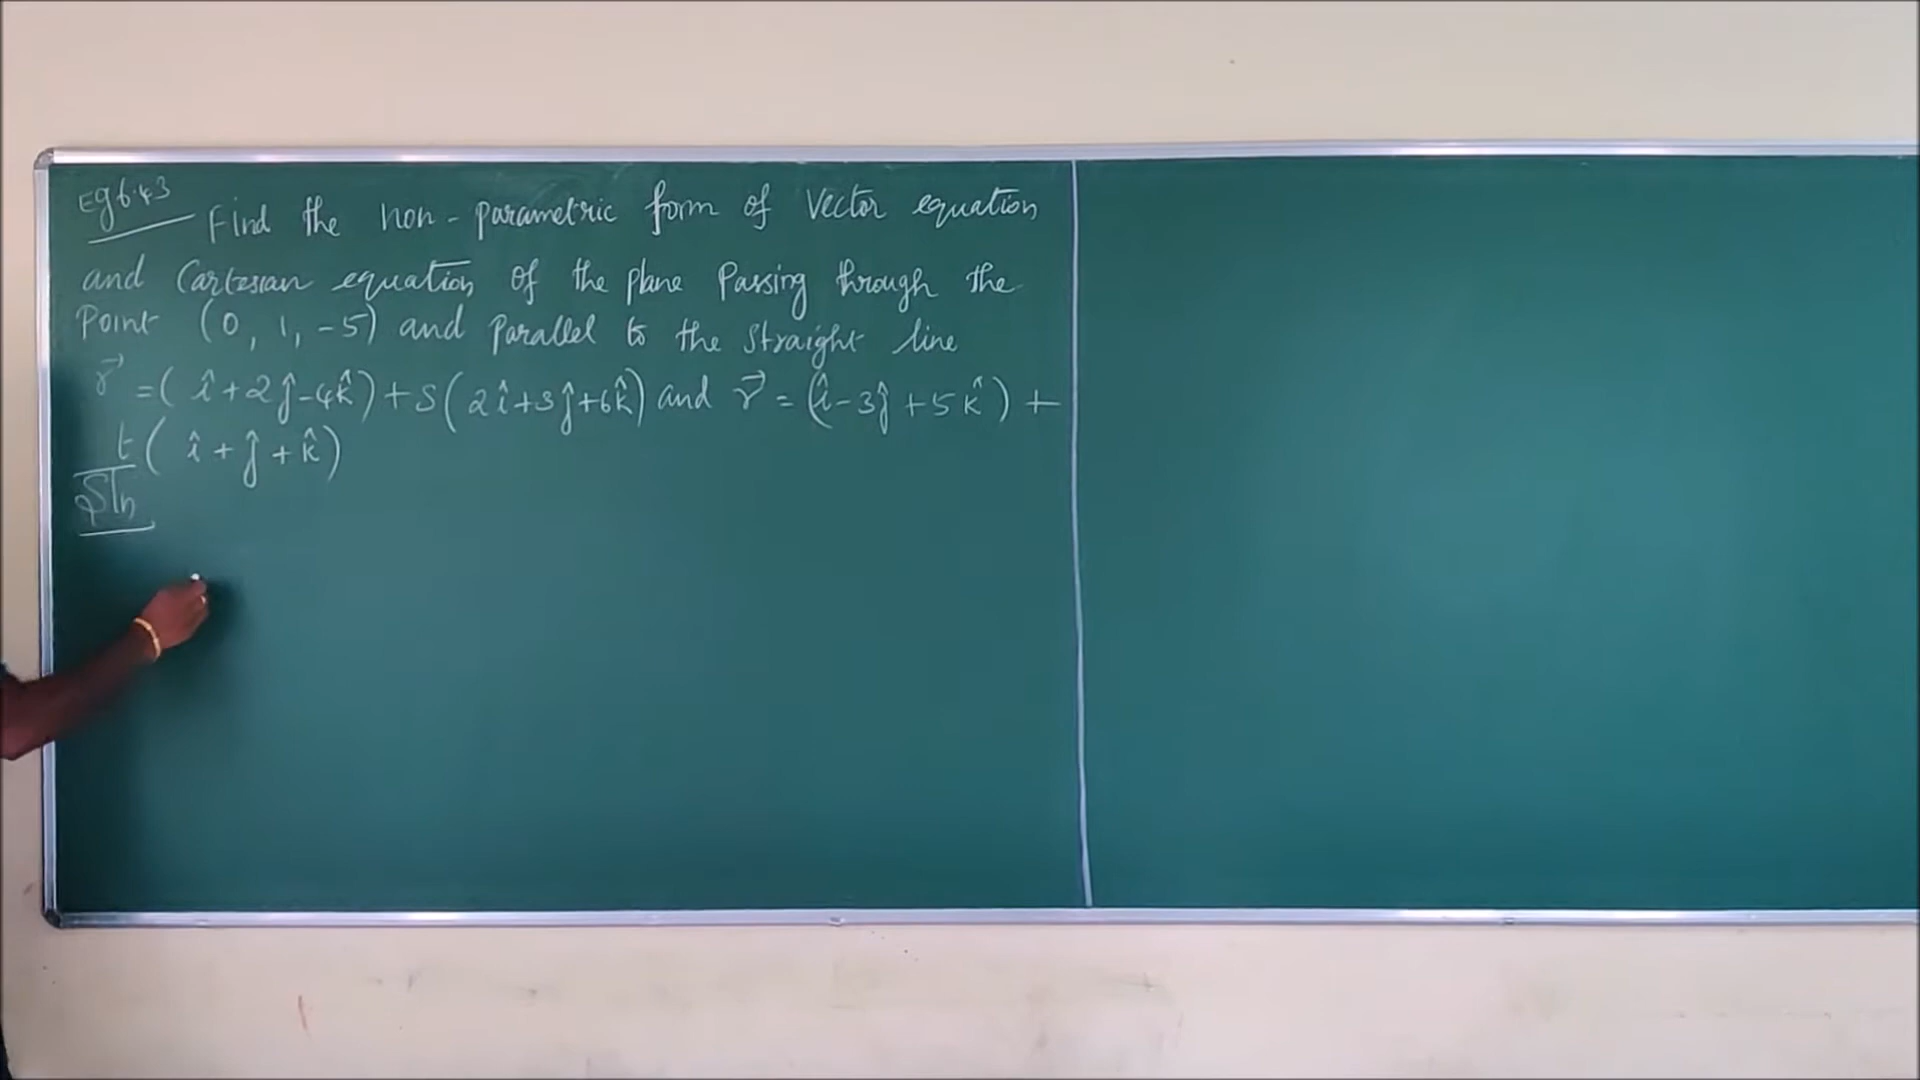 Eg 6.43
Find the non-parametric form of Vector equation
and Cartesian equation of the plane Passing through the
Point (0, 1, -5) and Parallel to the Straight line
r⃗ = ( î + 2ĵ - 4k̂ ) + S ( 2î + 3ĵ + 6k̂ ) and r⃗ = ( î - 3ĵ + 5k̂ ) +
t ( î + ĵ + k̂ )
Sln